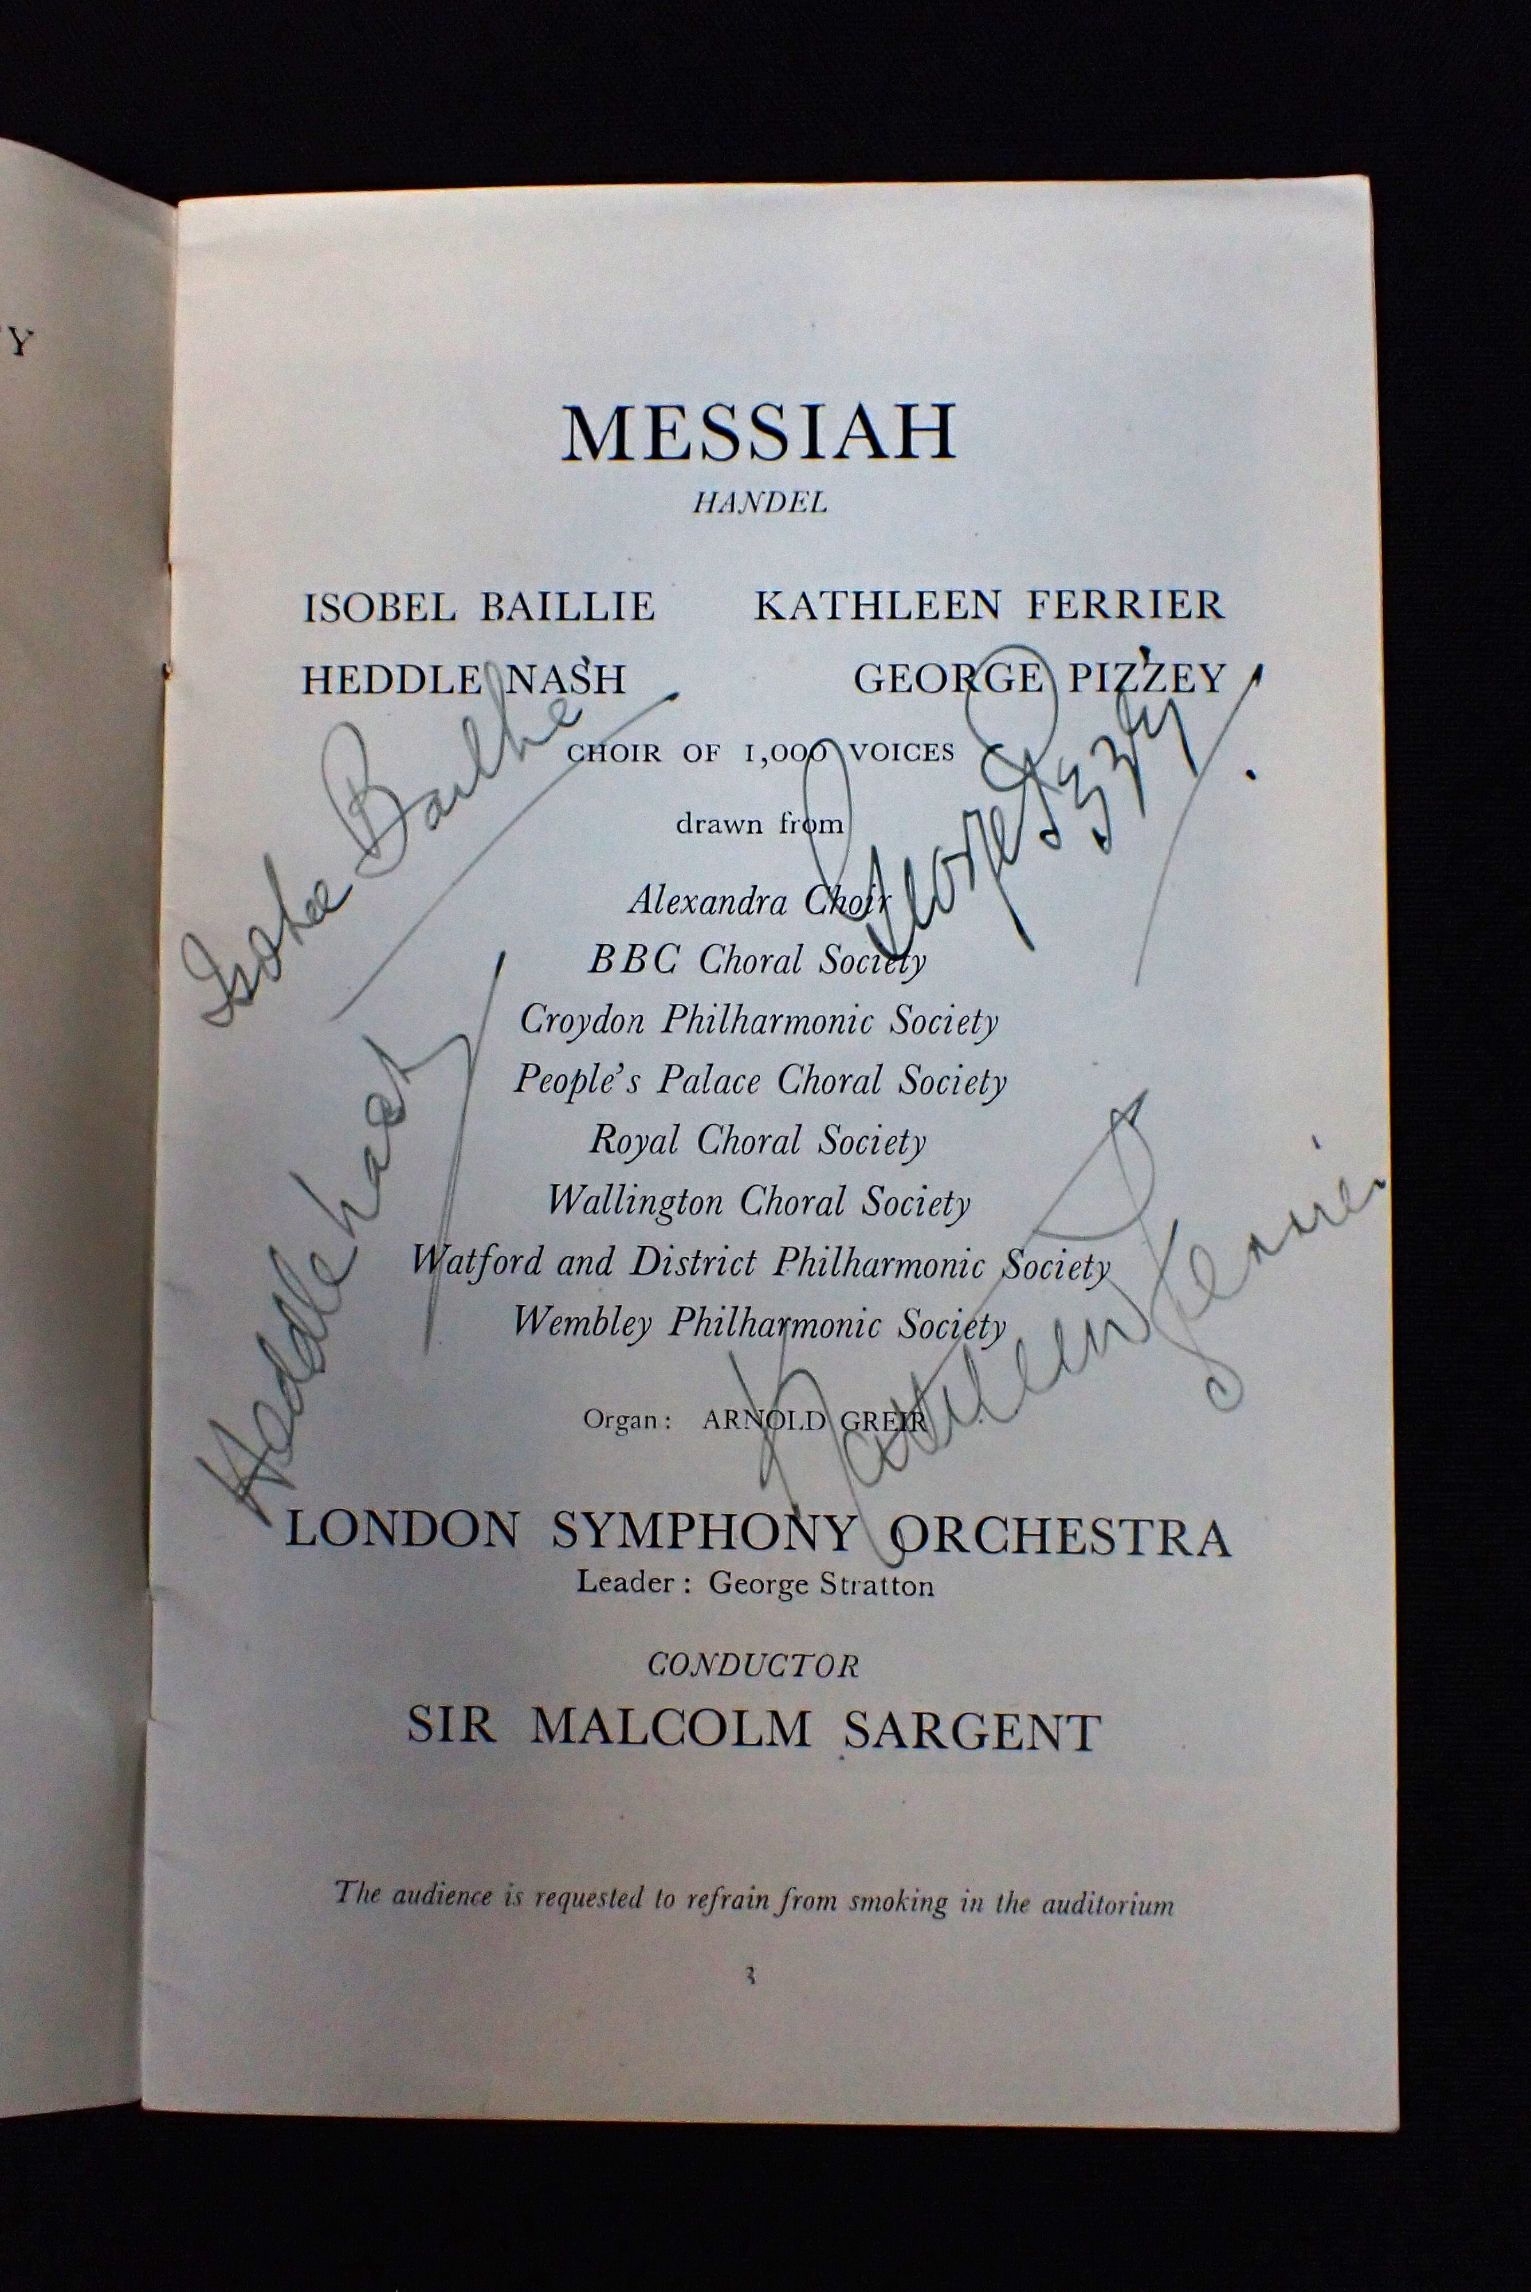 Y
MESSIAH
HANDEL
ISOBEL BAILLIE KATHLEEN FERRIER
HEDDLE NASH GEORGE PIZZEY
Isobel Baillie
George Pizzey
CHOIR OF 1,000 VOICES
drawn from
Alexandra Choir
BBC Choral Society
Croydon Philharmonic Society
People's Palace Choral Society
Royal Choral Society
Wallington Choral Society
Watford and District Philharmonic Society
Wembley Philharmonic Society
Heddle Nash
Kathleen Ferrier
Organ: ARNOLD GREIR
LONDON SYMPHONY ORCHESTRA
Leader: George Stratton
CONDUCTOR
SIR MALCOLM SARGENT
The audience is requested to refrain from smoking in the auditorium
3